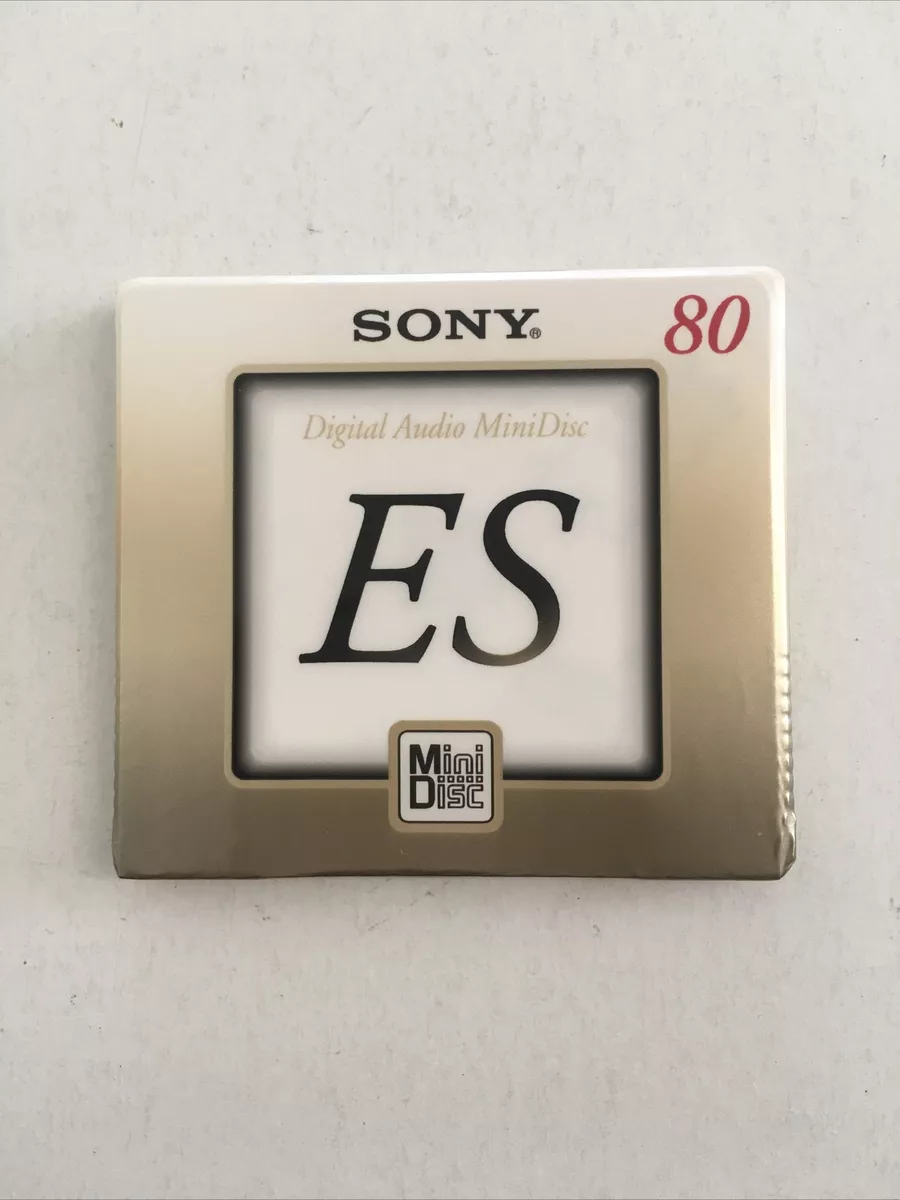 SONY®
80
Digital Audio MiniDisc
ES
Mini
Disc